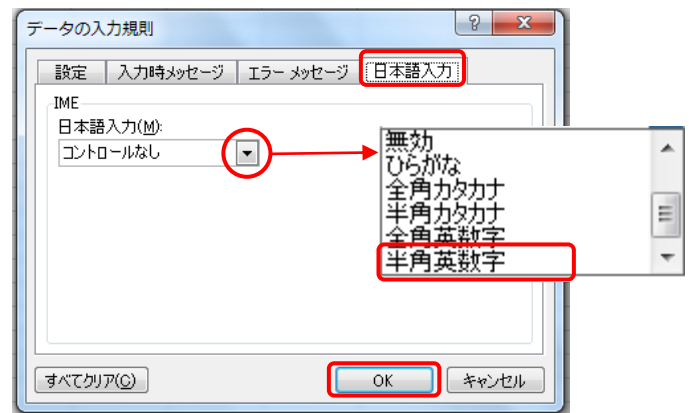 データの入力規則
設定 入力時メッセージ エラー メッセージ 日本語入力
IME
日本語入力(M):
コントロールなし
無効
ひらがな
全角カタカナ
半角カタカナ
全角英数字
半角英数字
すべてクリア(C) OK キャンセル